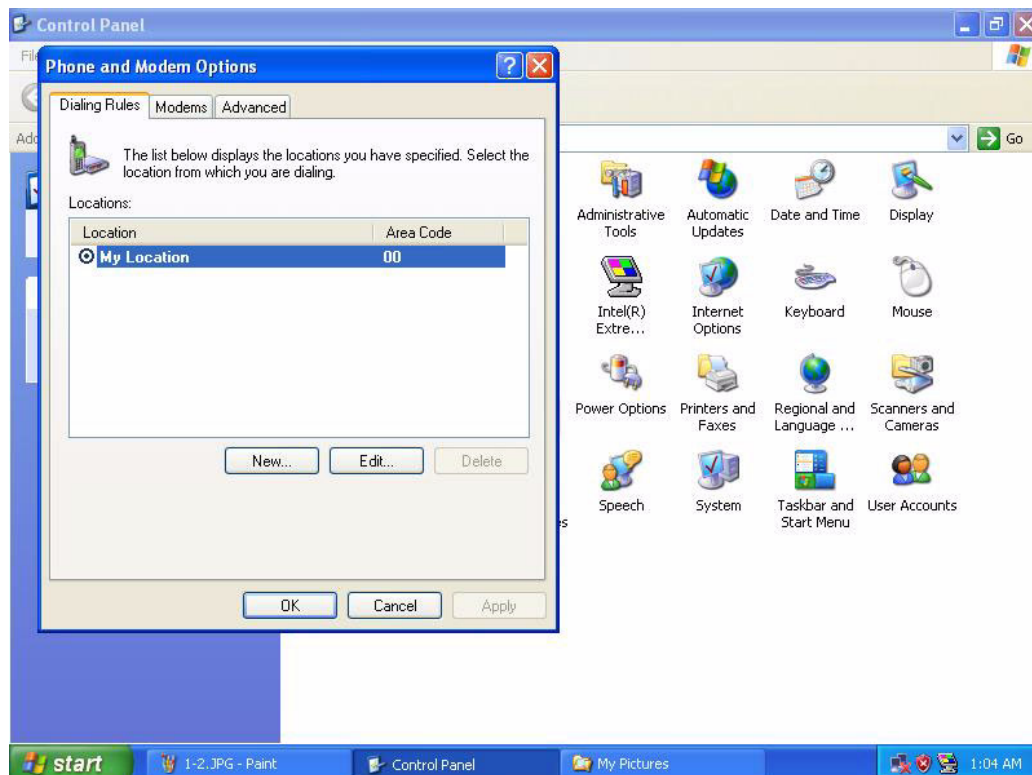 Control Panel
Fil
Phone and Modem Options
Dialing Rules
Modems
Advanced
Add
Go
The list below displays the locations you have specified. Select the
location from which you are dialing.
Locations:
Location
Area Code
My Location
00
New...
Edit...
Delete
OK
Cancel
Apply
Administrative
Tools
Automatic
Updates
Date and Time
Display
Intel(R)
Extre...
Internet
Options
Keyboard
Mouse
Power Options
Printers and
Faxes
Regional and
Language ...
Scanners and
Cameras
Speech
System
Taskbar and
Start Menu
User Accounts
s
start
1-2.JPG - Paint
Control Panel
My Pictures
1:04 AM